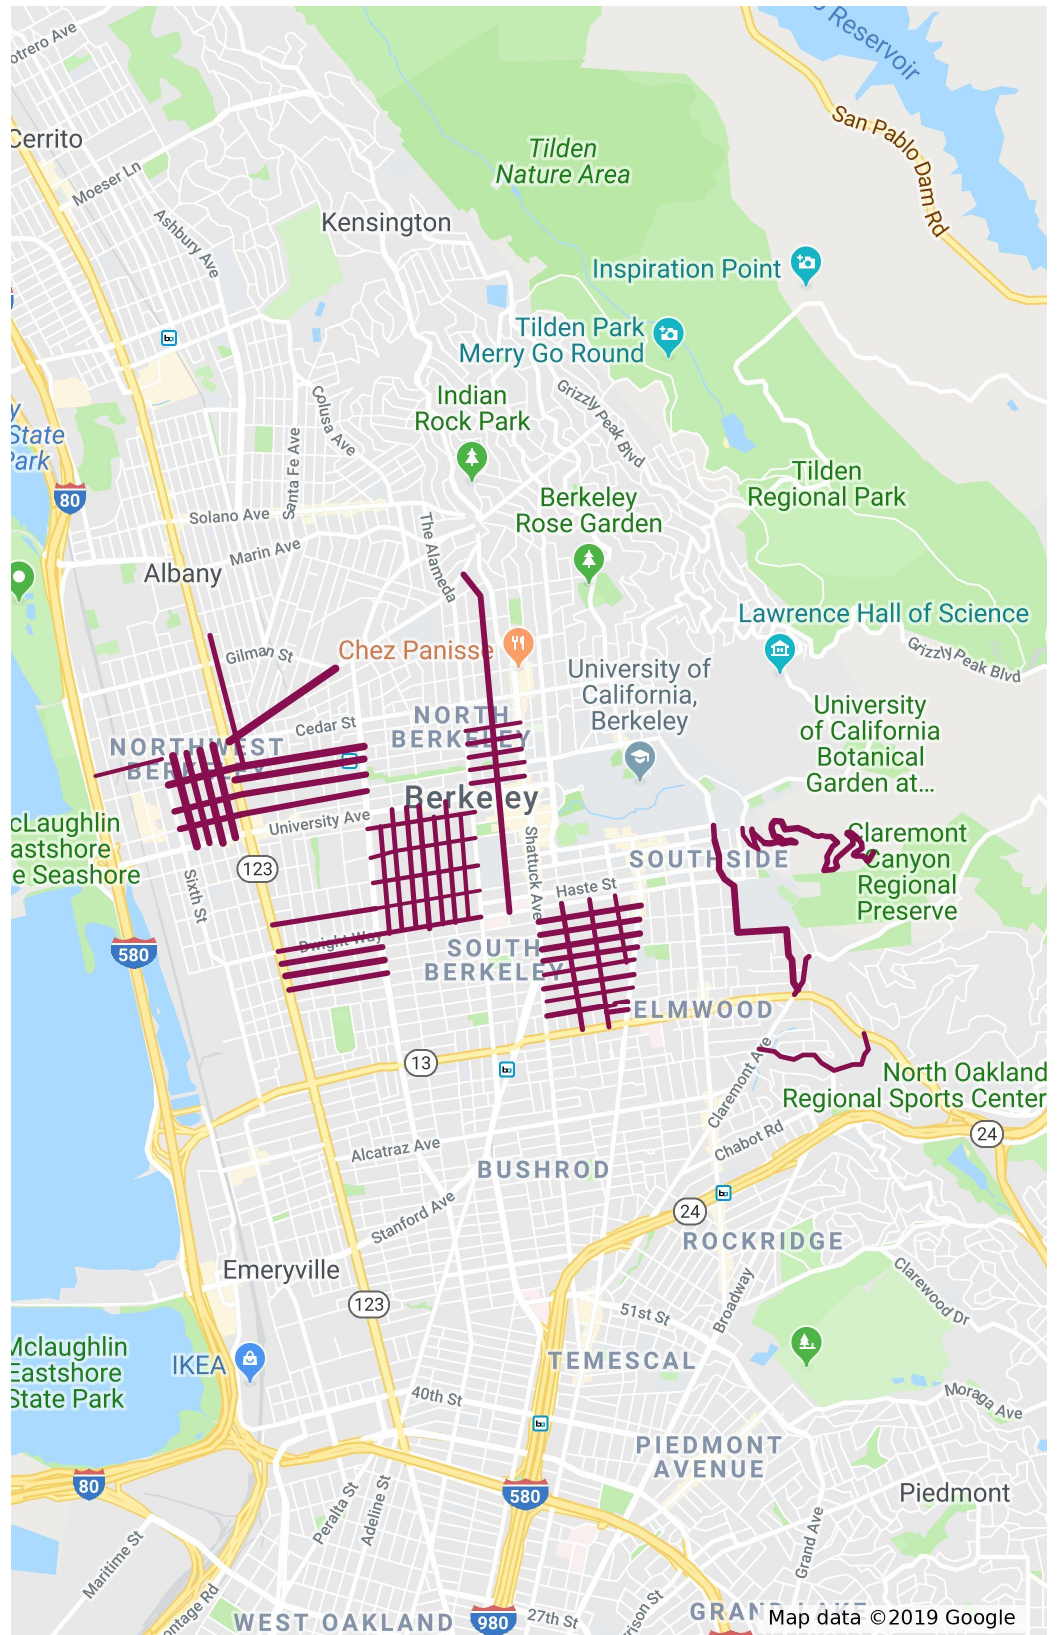 otrero Ave
o Reservoir
Cerrito
San Pablo Dam Rd
Moeser Ln
Tilden
Nature Area
Ashbury Ave
Kensington
Inspiration Point
Tilden Park
Merry Go Round
Indian
Rock Park
Grizzly Peak Blvd
Colusa Ave
y
State
Park
Santa Fe Ave
80
Tilden
Regional Park
Berkeley
Rose Garden
Solano Ave
The Alameda
Marin Ave
Albany
Lawrence Hall of Science
Gilman St
Chez Panisse
Grizzly Peak Blvd
University of
California,
Berkeley
University
of California
Botanical
Garden at...
Cedar St
NORTH
BERKELEY
NORTHWEST
BERKELEY
Berkeley
University Ave
cLaughlin
astshore
e Seashore
Shattuck Ave
SOUTHSIDE
Claremont
Canyon
Regional
Preserve
123
Sixth St
Haste St
Dwight Way
580
SOUTH
BERKELEY
ELMWOOD
13
Claremont Ave
North Oakland
Regional Sports Center
Chabot Rd
24
Alcatraz Ave
BUSHROD
Stanford Ave
24
ROCKRIDGE
Emeryville
Broadway
Clarewood Dr
123
51st St
Mclaughlin
Eastshore
State Park
IKEA
TEMESCAL
40th St
Moraga Ave
PIEDMONT
AVENUE
80
580
Piedmont
Peralta St
Adeline St
Grand Ave
Maritime St
ontage Rd
WEST OAKLAND
980
27th St
rison St
GRAND LAKE
Map data ©2019 Google